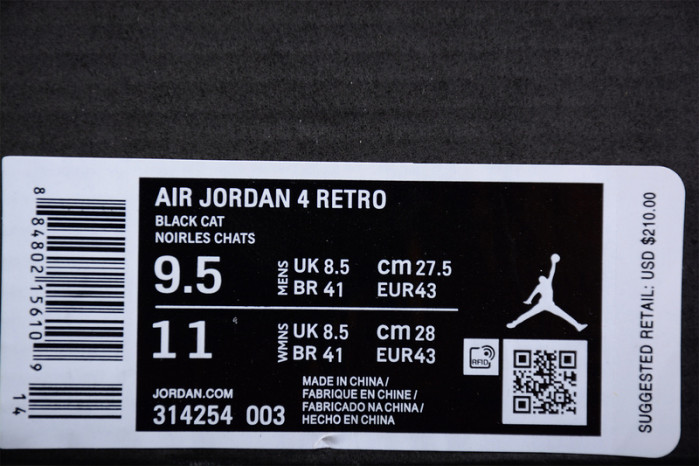 AIR JORDAN 4 RETRO
BLACK CAT
NOIRLES CHATS
9.5 MENS UK 8.5 cm 27.5
BR 41 EUR43
11 WMNS UK 8.5 cm 28
BR 41 EUR43
JORDAN.COM
314254 003
MADE IN CHINA /
FABRIQUE EN CHINE /
FABRICADO NA CHINA /
HECHO EN CHINA
RFID
8 84802 15610 9
14
SUGGESTED RETAIL: USD $210.00